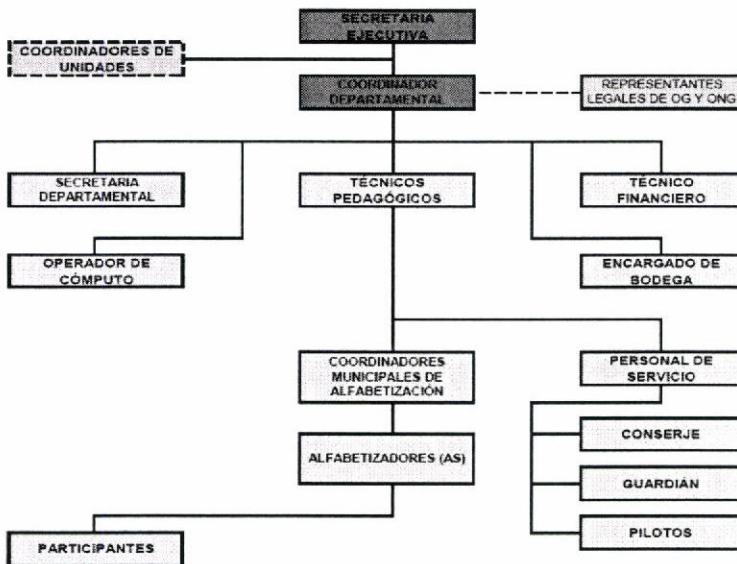 SECRETARIA
EJECUTIVA
COORDINADORES DE
UNIDADES
COORDINADOR
DEPARTAMENTAL
REPRESENTANTES
LEGALES DE OG Y ONG
SECRETARIA
DEPARTAMENTAL
TÉCNICOS
PEDAGÓGICOS
TÉCNICO
FINANCIERO
OPERADOR DE
CÓMPUTO
ENCARGADO DE
BODEGA
COORDINADORES
MUNICIPALES DE
ALFABETIZACIÓN
PERSONAL DE
SERVICIO
ALFABETIZADORES (AS)
CONSERJE
GUARDIÁN
PARTICIPANTES
PILOTOS